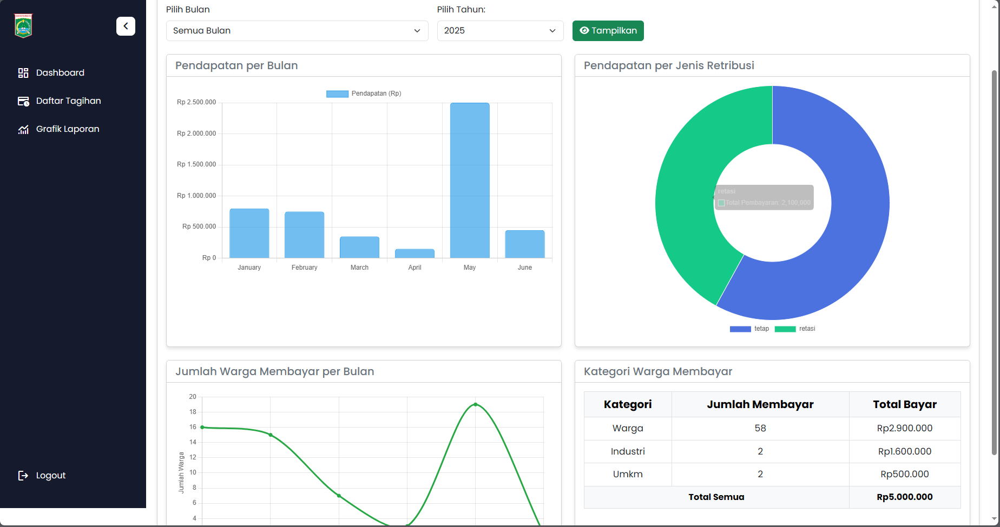 Pilih Bulan
Pilih Tahun:
Semua Bulan
2025
Tampilkan
Dashboard
Daftar Tagihan
Grafik Laporan
Logout
Pendapatan per Bulan
Pendapatan (Rp)
Rp 2.500.000
Rp 2.000.000
Rp 1.500.000
Rp 1.000.000
Rp 500.000
Rp 0
January February March April May June
Pendapatan per Jenis Retribusi
retasi
Total Pembayaran: 2,100,000
tetap retasi
Jumlah Warga Membayar per Bulan
Jumlah Warga
20
18
16
14
12
10
8
6
4
Kategori Warga Membayar
Kategori Jumlah Membayar Total Bayar
Warga 58 Rp2.900.000
Industri 2 Rp1.600.000
Umkm 2 Rp500.000
Total Semua Rp5.000.000